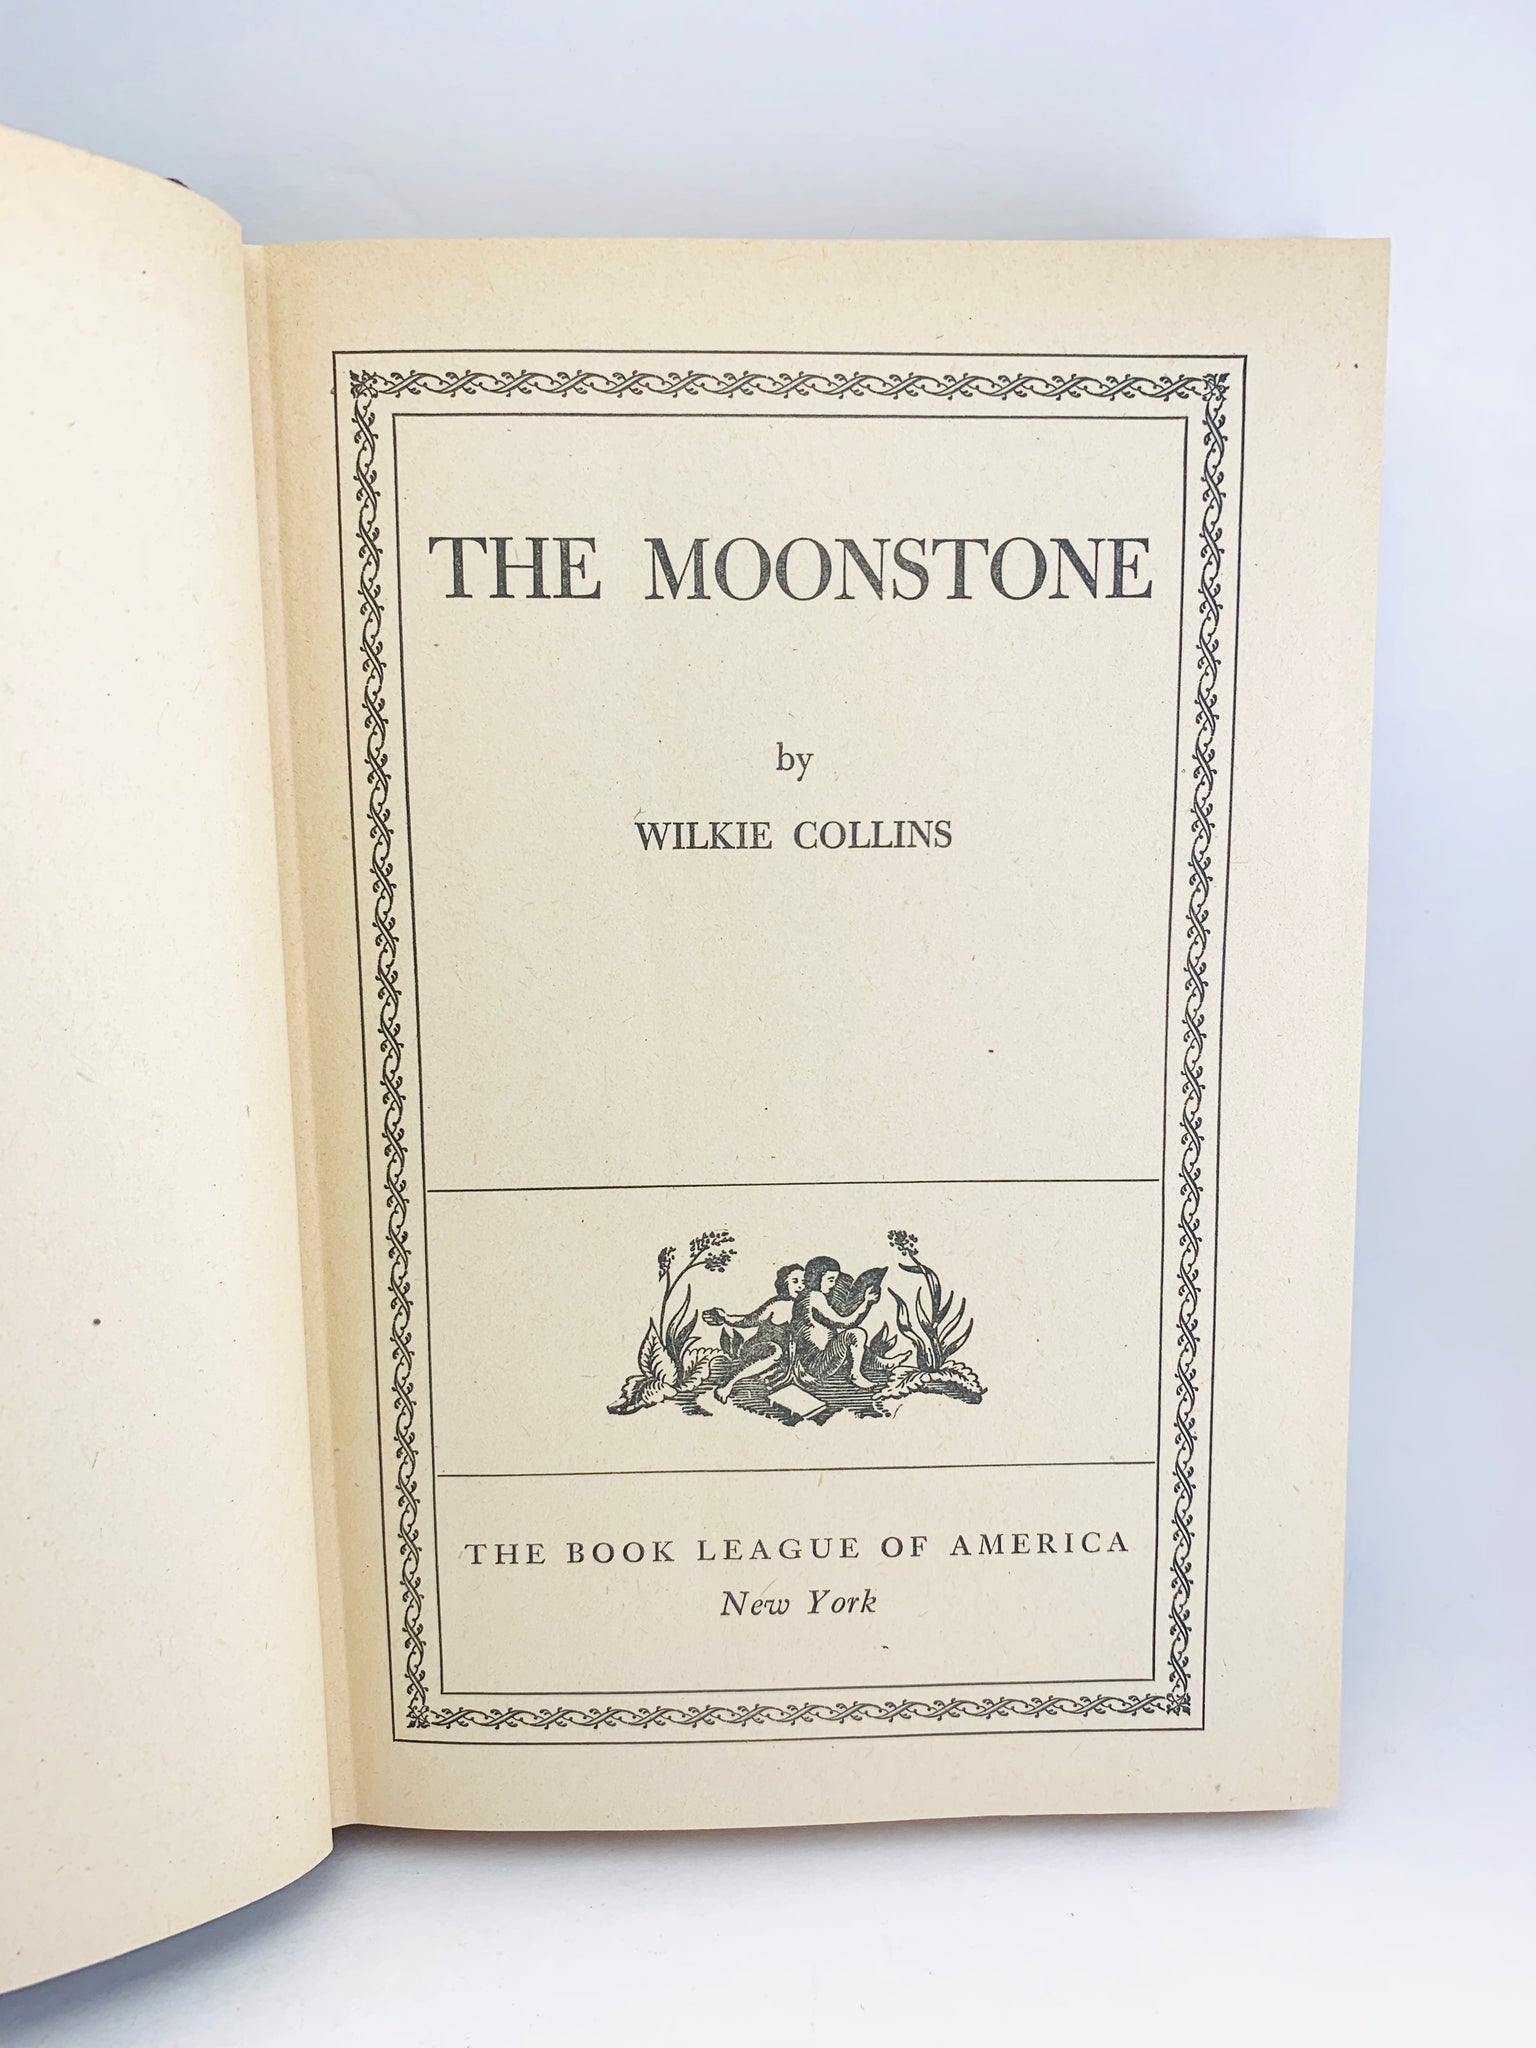 THE MOONSTONE
by
WILKIE COLLINS
THE BOOK LEAGUE OF AMERICA
New York